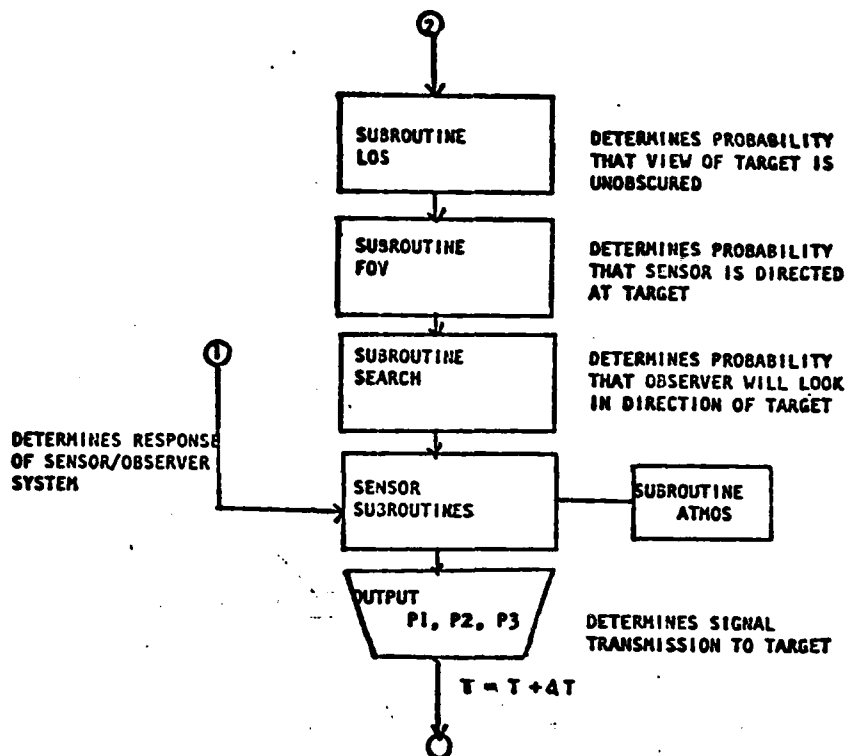 2
SUBROUTINE
LOS
DETERMINES PROBABILITY
THAT VIEW OF TARGET IS
UNOBSCURED
SUBROUTINE
FOV
DETERMINES PROBABILITY
THAT SENSOR IS DIRECTED
AT TARGET
1
SUBROUTINE
SEARCH
DETERMINES PROBABILITY
THAT OBSERVER WILL LOOK
IN DIRECTION OF TARGET
DETERMINES RESPONSE
OF SENSOR/OBSERVER
SYSTEM
SENSOR
SUBROUTINES
SUBROUTINE
ATMOS
OUTPUT
P1, P2, P3
DETERMINES SIGNAL
TRANSMISSION TO TARGET
T = T + ΔT